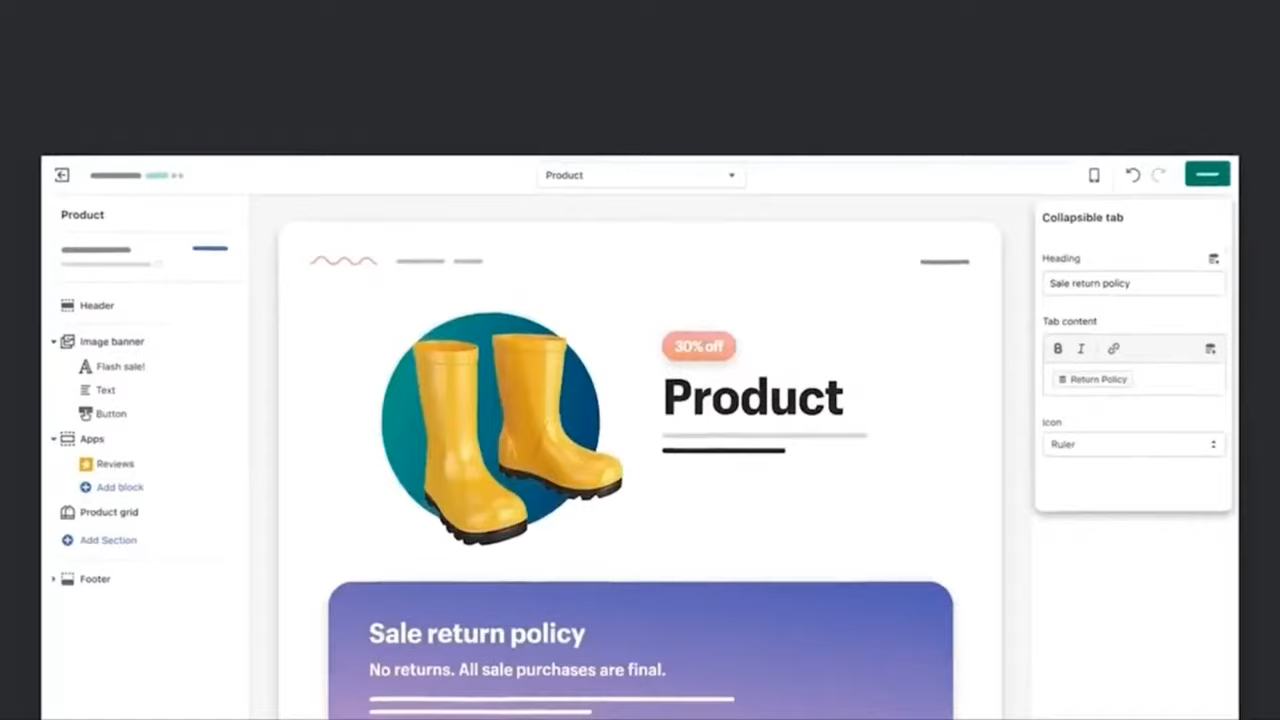 Product
Product
Header
Image banner
Flash sale!
Text
Button
Apps
Reviews
Add block
Product grid
Add Section
Footer
30% off
Product
Sale return policy
No returns. All sale purchases are final.
Collapsible tab
Heading
Sale return policy
Tab content
B I
Return Policy
Icon
Ruler